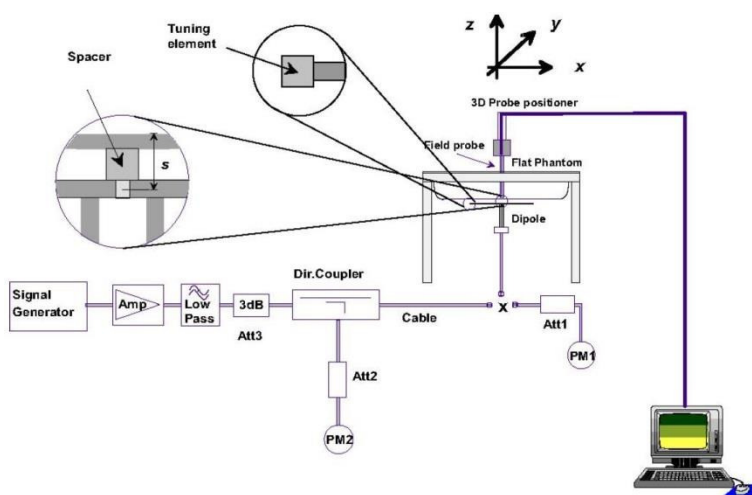 Tuning
element
z
y
x
Spacer
3D Probe positioner
Field probe
Flat Phantom
s
Dipole
Dir.Coupler
Signal
Generator
Amp
Low
Pass
3dB
Att3
Cable
x
Att1
PM1
Att2
PM2